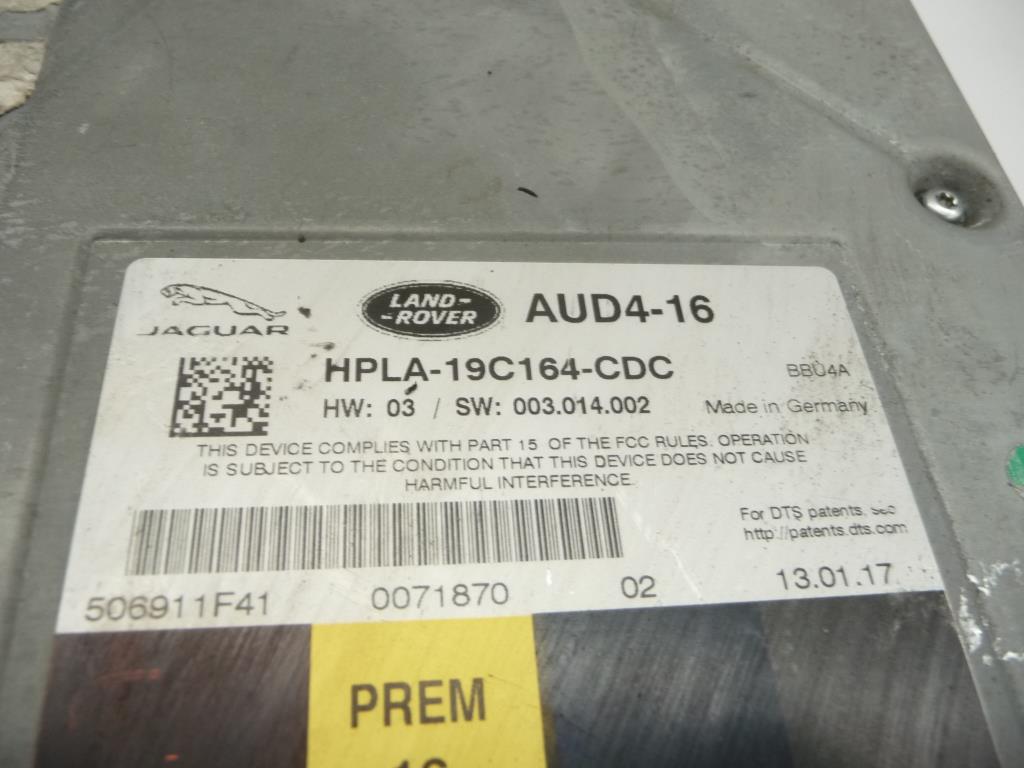 JAGUAR
LAND-
-ROVER
AUD4-16
HPLA-19C164-CDC
BBU4A
HW: 03 / SW: 003.014.002
Made in Germany
THIS DEVICE COMPLIES WITH PART 15 OF THE FCC RULES. OPERATION
IS SUBJECT TO THE CONDITION THAT THIS DEVICE DOES NOT CAUSE
HARMFUL INTERFERENCE.
For DTS patents, see
http://patents.dts.com
506911F41 0071870 02 13.01.17
PREM